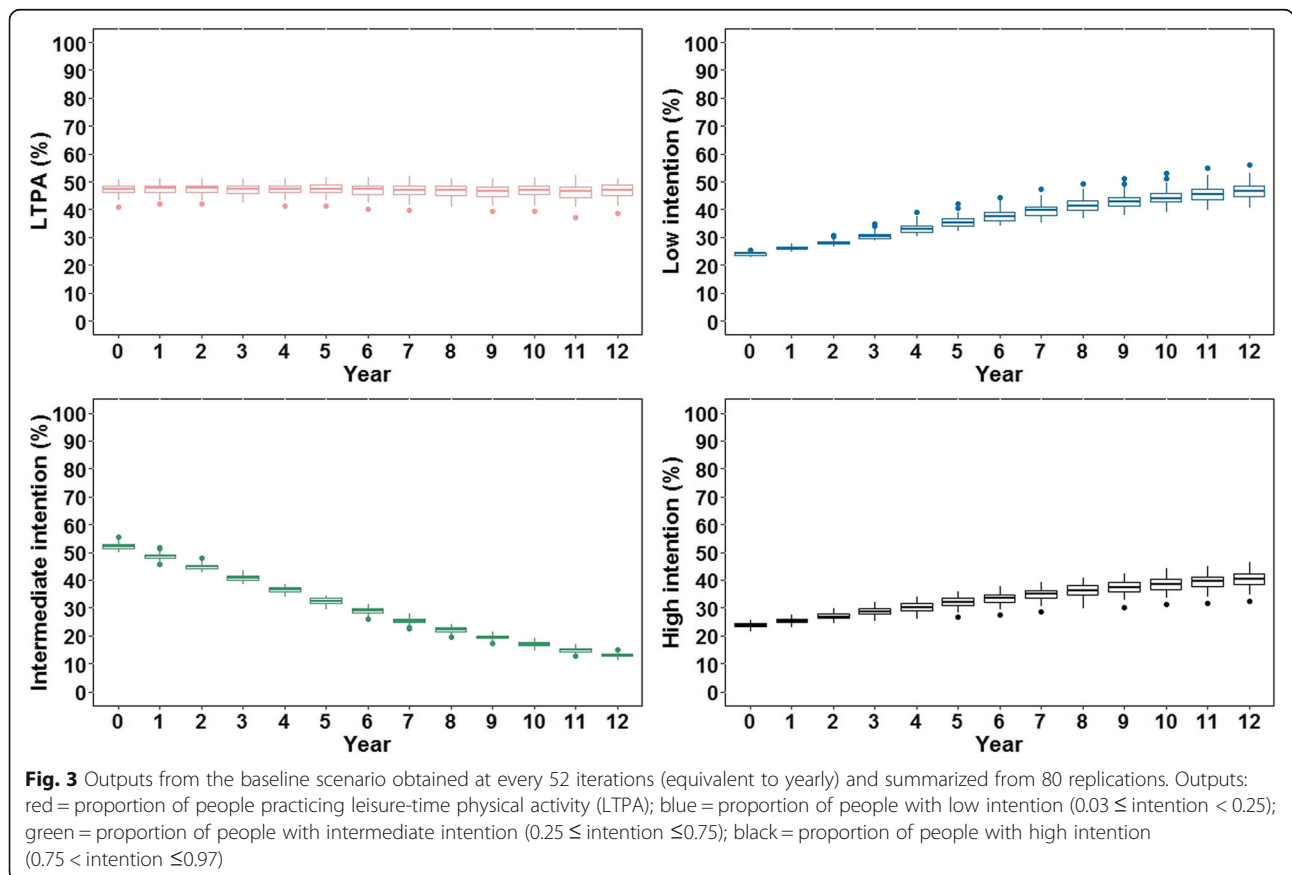 LTPA (%)
100
90
80
70
60
50
40
30
20
10
0
0 1 2 3 4 5 6 7 8 9 10 11 12
Year
Low intention (%)
100
90
80
70
60
50
40
30
20
10
0
0 1 2 3 4 5 6 7 8 9 10 11 12
Year
Intermediate intention (%)
100
90
80
70
60
50
40
30
20
10
0
0 1 2 3 4 5 6 7 8 9 10 11 12
Year
High intention (%)
100
90
80
70
60
50
40
30
20
10
0
0 1 2 3 4 5 6 7 8 9 10 11 12
Year
Fig. 3 Outputs from the baseline scenario obtained at every 52 iterations (equivalent to yearly) and summarized from 80 replications. Outputs:
red = proportion of people practicing leisure-time physical activity (LTPA); blue = proportion of people with low intention (0.03 ≤ intention < 0.25);
green = proportion of people with intermediate intention (0.25 ≤ intention ≤0.75); black = proportion of people with high intention
(0.75 < intention ≤0.97)